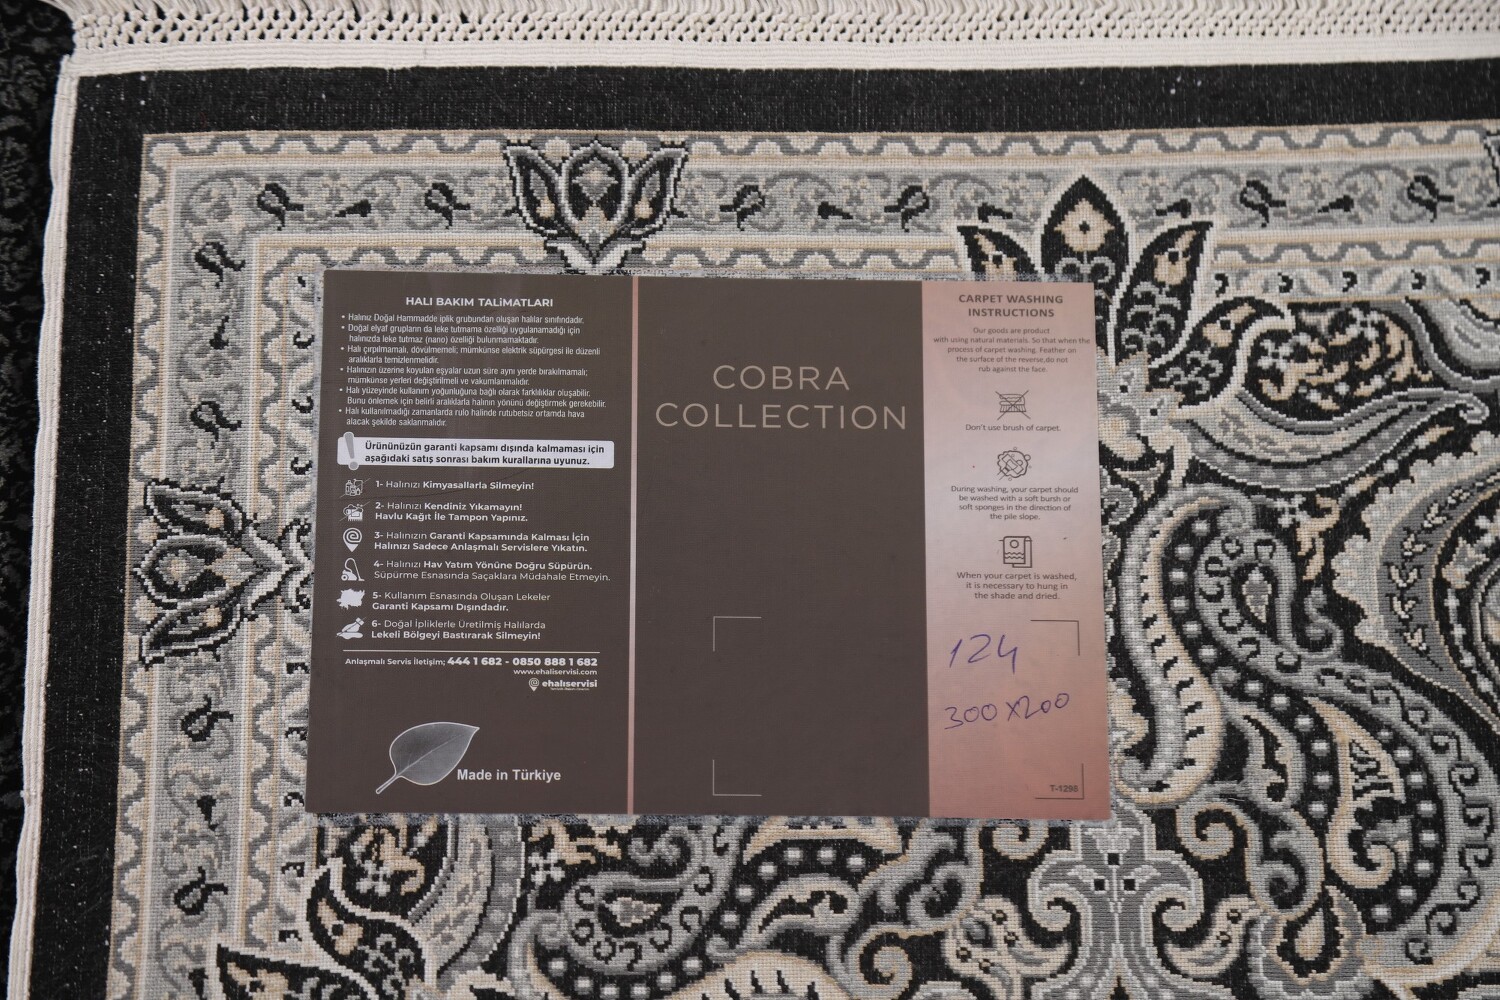 HALI BAKIM TALİMATLARI
• Halınız Doğal Hammadde iplik grubundan oluşan halılar sınıfındadır.
• Doğal elyaf grupların da leke tutmama özelliği uygulanamadığı için
halınızda leke tutmaz (nano) özelliği bulunmamaktadır.
• Halı çırpılmamalı, dövülmemeli; mümkünse elektrik süpürgesi ile düzenli
aralıklarla temizlenmelidir.
• Halınızın üzerine koyulan eşyalar uzun süre aynı yerde bırakılmamalı;
mümkünse yerleri değiştirilmeli ve vakumlanmalıdır.
• Halı yüzeyinde kullanım yoğunluğuna bağlı olarak farklılıklar oluşabilir.
Bunu önlemek için belirli aralıklarla halının yönünü değiştirmek gerekebilir.
• Halı kullanılmadığı zamanlarda rulo halinde rutubetsiz ortamda hava
alacak şekilde saklanmalıdır.
Ürününüzün garanti kapsamı dışında kalmaması için
aşağıdaki satış sonrası bakım kurallarına uyunuz.
1- Halınızı Kimyasallarla Silmeyin!
2- Halınızı Kendiniz Yıkamayın!
Havlu Kağıt İle Tampon Yapınız.
3- Halınızın Garanti Kapsamında Kalması İçin
Halınızı Sadece Anlaşmalı Servislere Yıkatın.
4- Halınızı Hav Yatım Yönüne Doğru Süpürün.
Süpürme Esnasında Saçaklara Müdahale Etmeyin.
5- Kullanım Esnasında Oluşan Lekeler
Garanti Kapsamı Dışındadır.
6- Doğal İpliklerle Üretilmiş Halılarda
Lekeli Bölgeyi Bastırarak Silmeyin!
Anlaşmalı Servis İletişim; 444 1 682 - 0850 888 1 682
www.ehaliservisi.com
ehalıservisi
Made in Türkiye
COBRA
COLLECTION
CARPET WASHING
INSTRUCTIONS
Our goods are product
with using natural materials. So that when the
process of carpet washing. Feather on
the surface of the reverse,do not
rub against the face.
Don't use brush of carpet.
During washing, your carpet should
be washed with a soft bursh or
soft sponges in the direction of
the pile slope.
When your carpet is washed,
it is necessary to hung in
the shade and dried.
124
300x200
T-1298